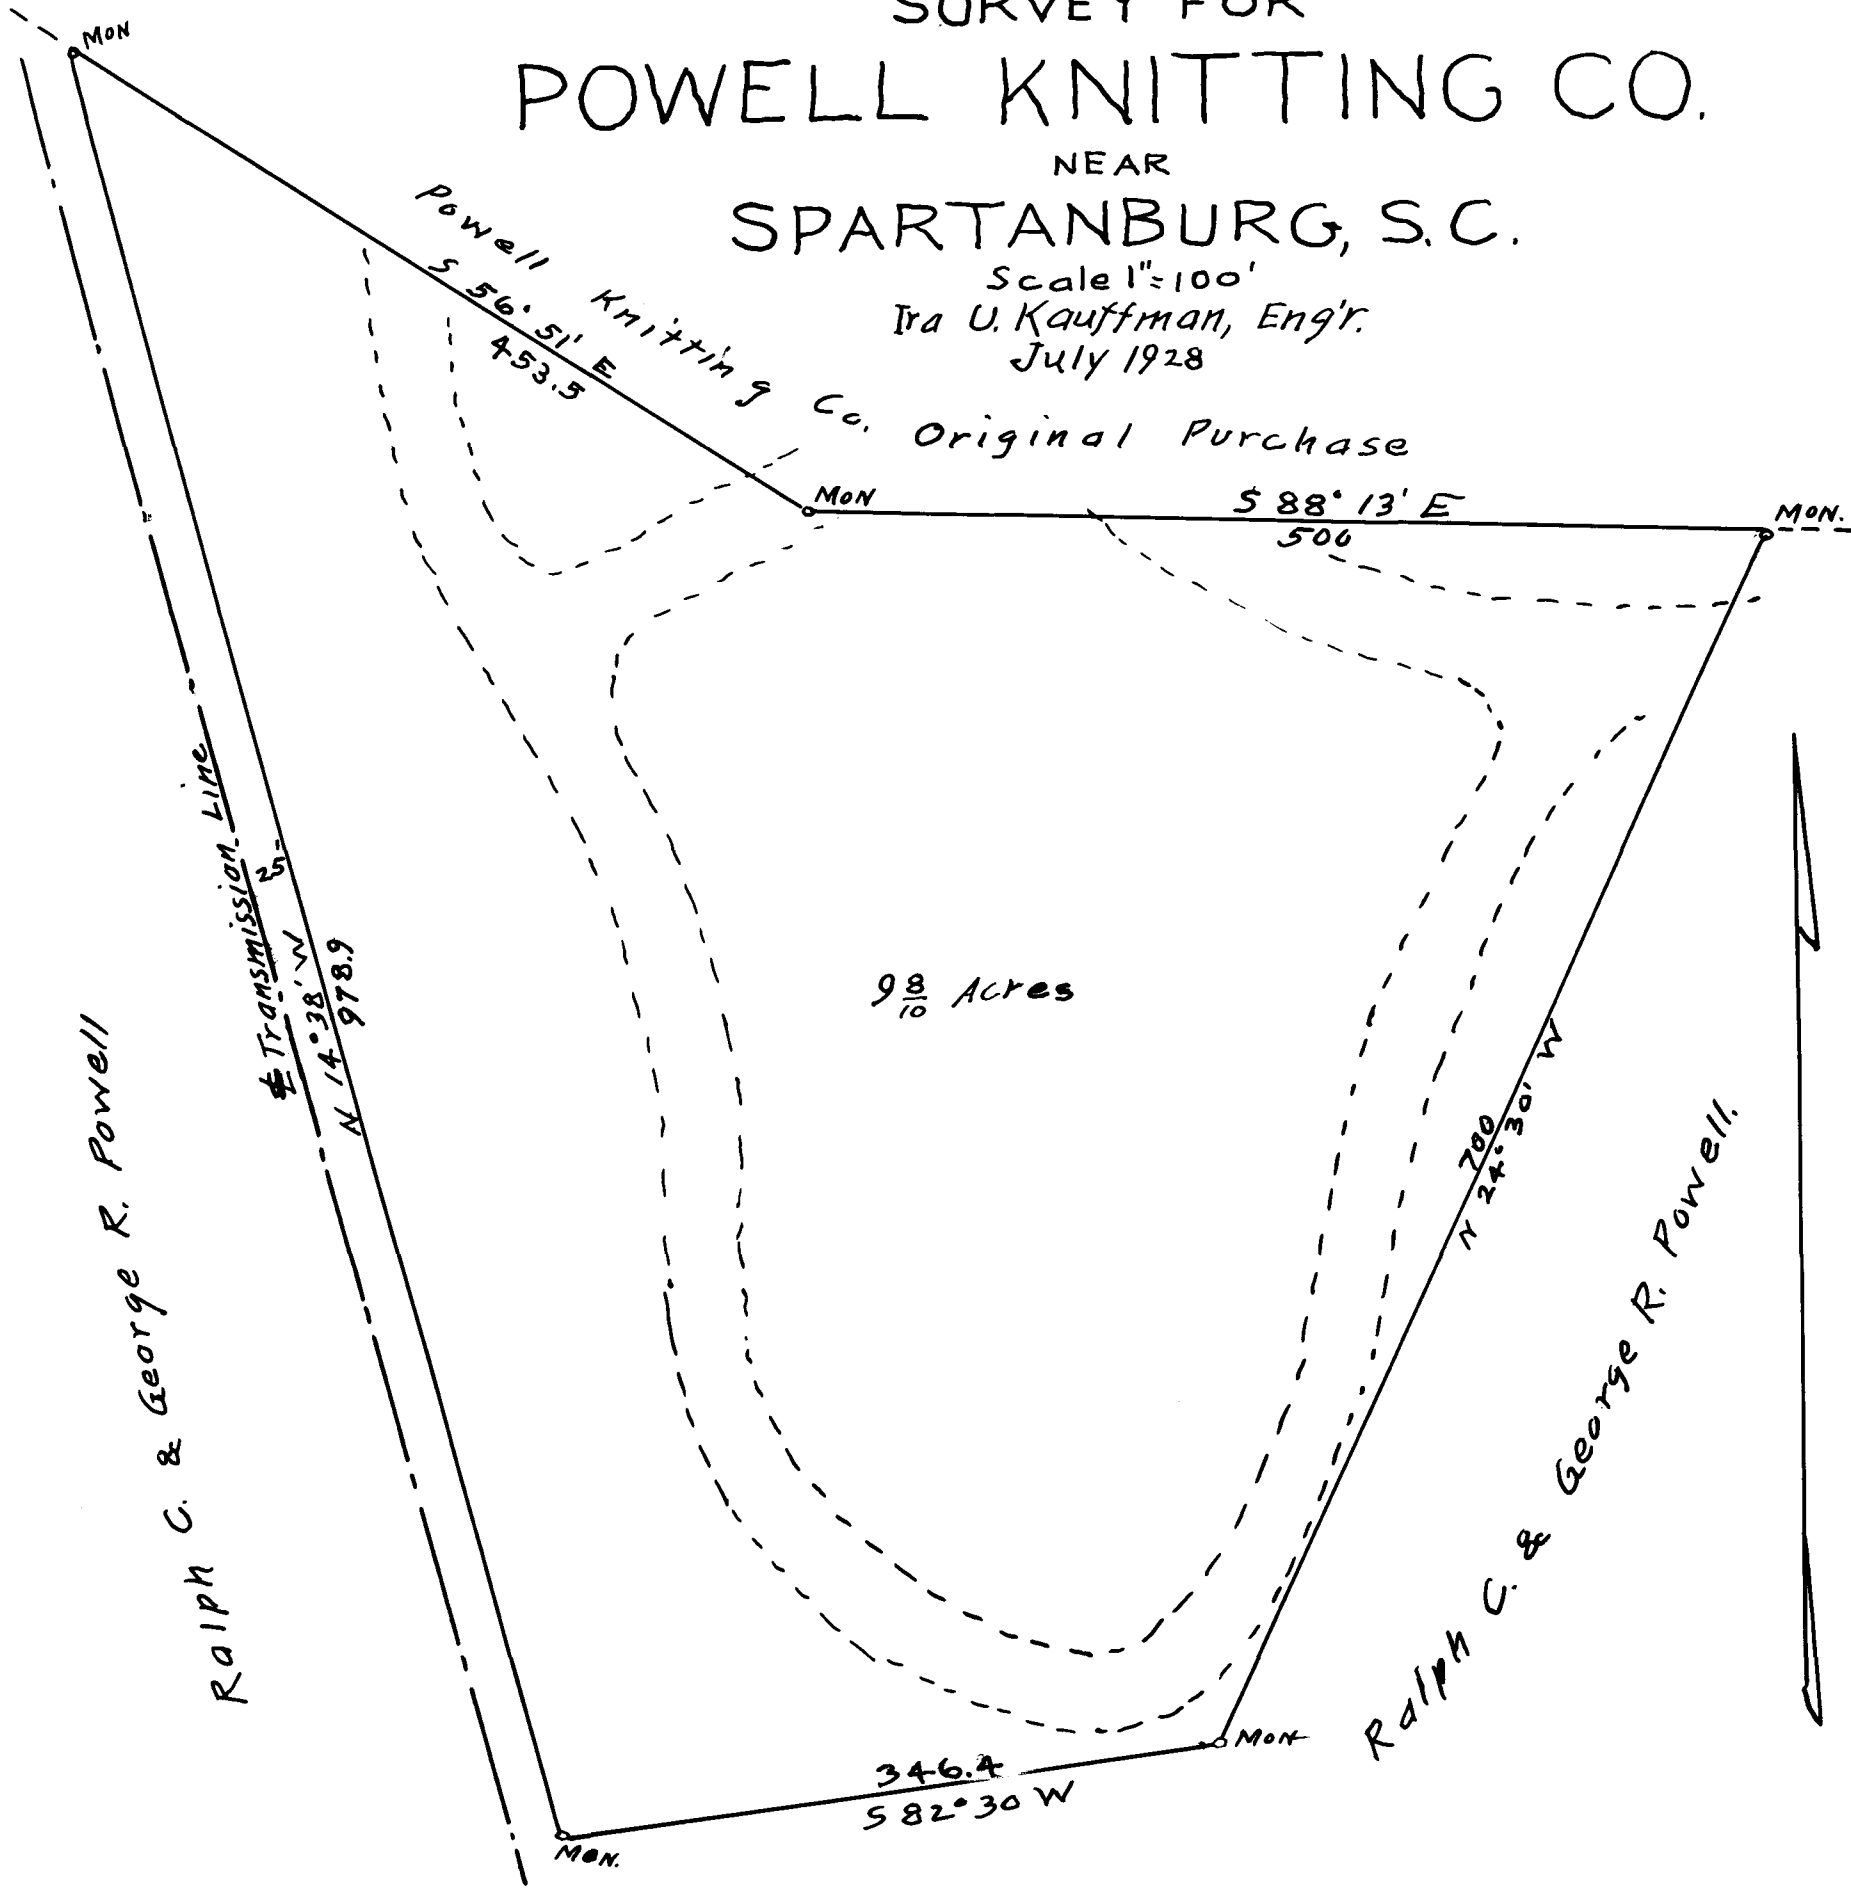 SURVEY FOR
POWELL KNITTING CO.
NEAR
SPARTANBURG, S.C.
Scale 1"=100'
Ira U. Kauffman, Eng'r.
July 1928
MON
Powell Knitting Co. Original Purchase
S 56° 51' E
453.5
MON
S 88° 13' E
500
MON.
℄ Transmission Line
25
N 14° 38' W
978.9
9 8/10 Acres
700
N 24° 30' W
Ralph C. & George R. Powell
Ralph C. & George R. Powell.
346.4
S 82° 30 W
MON
MON.